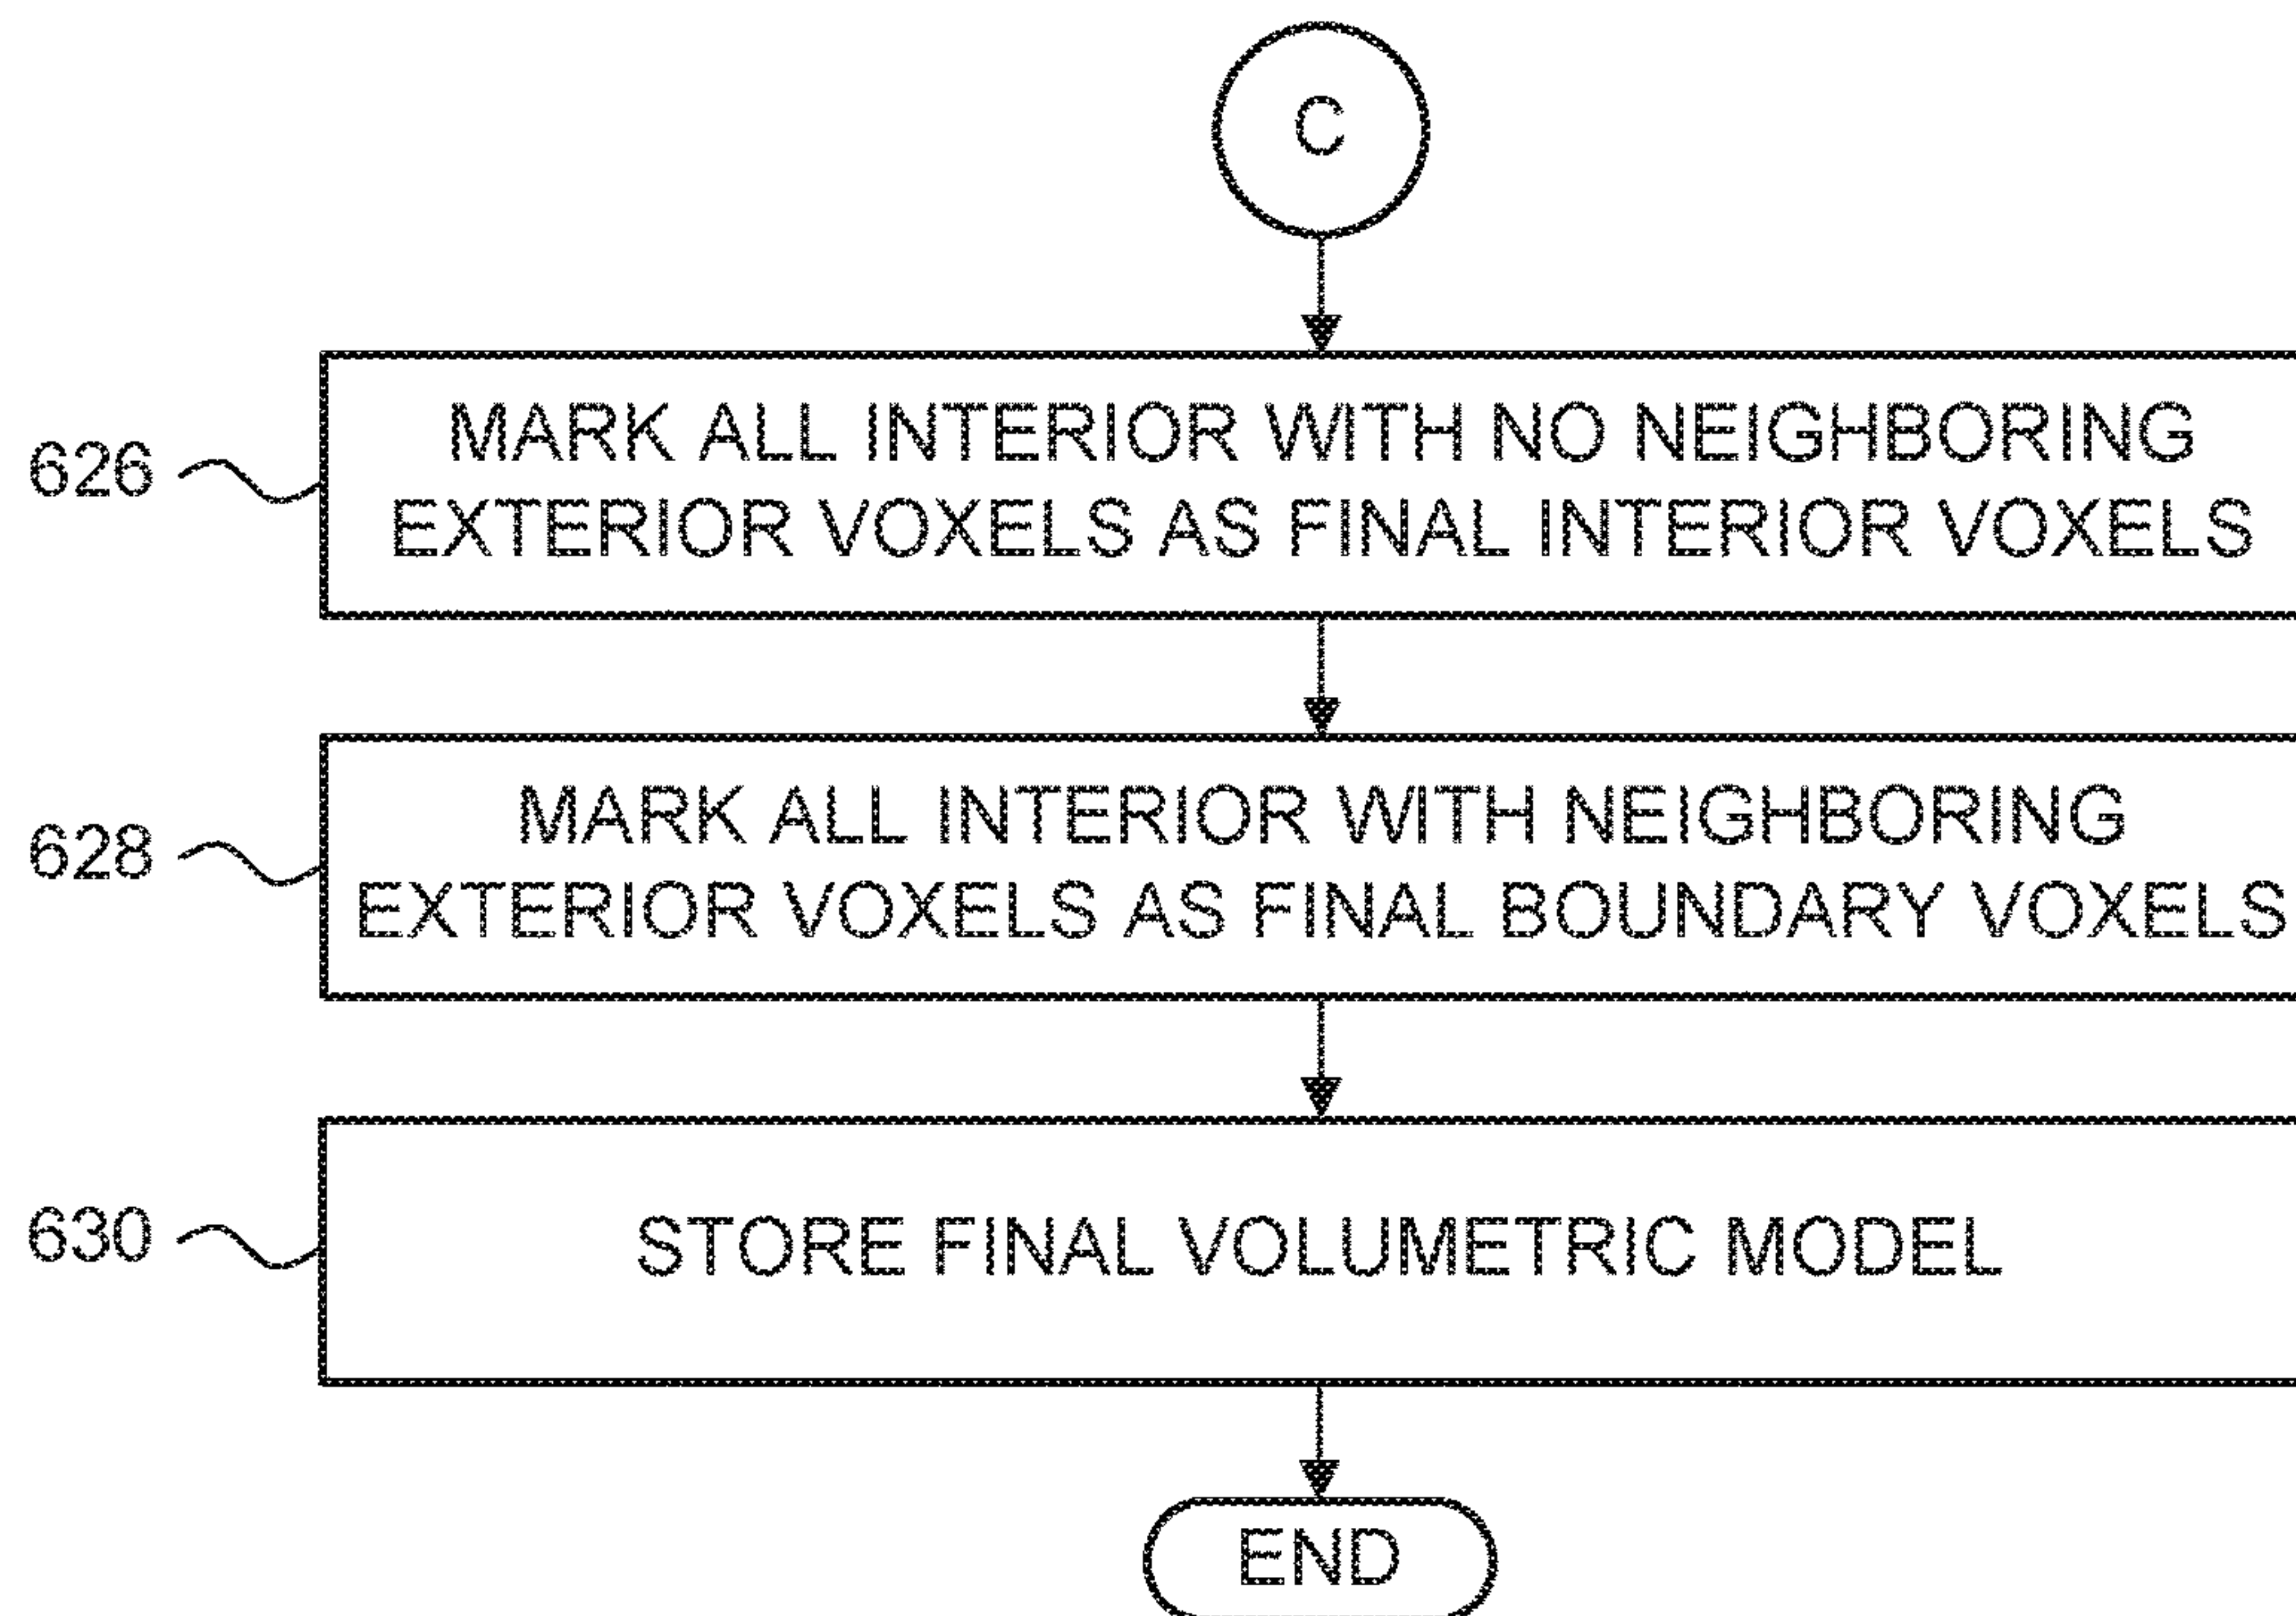 C
626
MARK ALL INTERIOR WITH NO NEIGHBORING
EXTERIOR VOXELS AS FINAL INTERIOR VOXELS
628
MARK ALL INTERIOR WITH NEIGHBORING
EXTERIOR VOXELS AS FINAL BOUNDARY VOXELS
630
STORE FINAL VOLUMETRIC MODEL
END